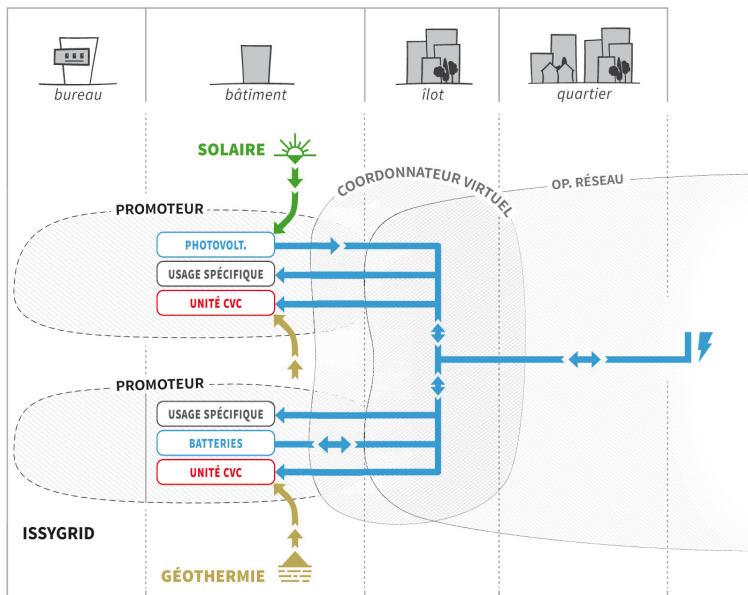 bureau
bâtiment
îlot
quartier
SOLAIRE
COORDONNATEUR VIRTUEL
OP. RÉSEAU
PROMOTEUR
PHOTOVOLT.
USAGE SPÉCIFIQUE
UNITÉ CVC
PROMOTEUR
USAGE SPÉCIFIQUE
BATTERIES
UNITÉ CVC
ISSYGRID
GÉOTHERMIE